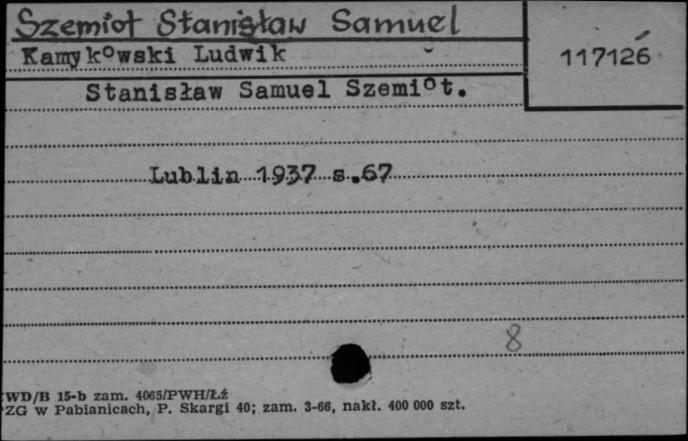 Szemiot Stanisław Samuel
Kamykowski Ludwik
117126
Stanisław Samuel Szemiot.
Lublin 1937 s.67
8
WD/B 15-b zam. 4065/PWH/ŁŹ
ZG w Pabianicach, P. Skargi 40; zam. 3-66, nakł. 400 000 szt.